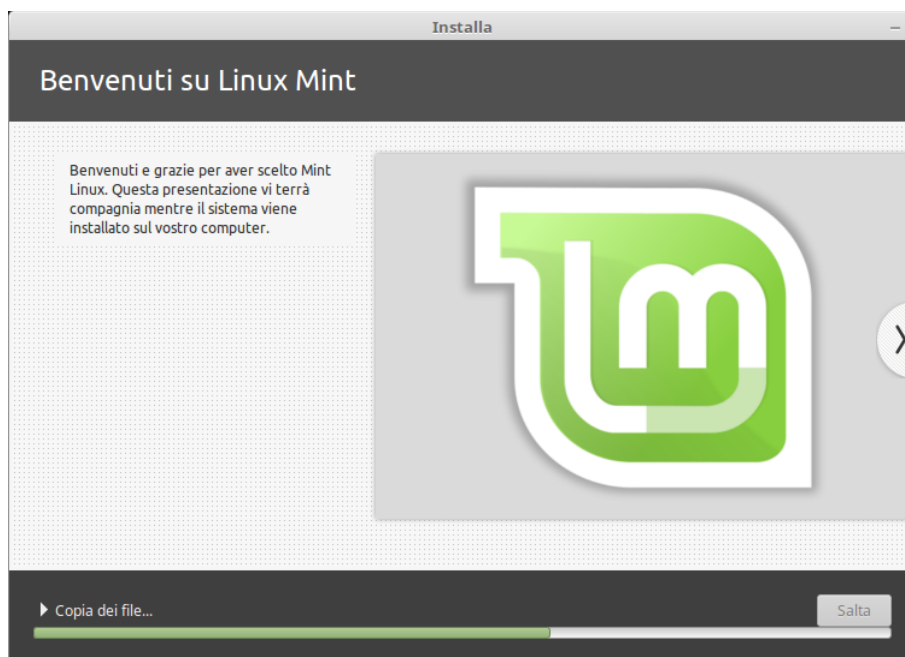 Installa
Benvenuti su Linux Mint
Benvenuti e grazie per aver scelto Mint
Linux. Questa presentazione vi terrà
compagnia mentre il sistema viene
installato sul vostro computer.
lm
Copia dei file...
Salta